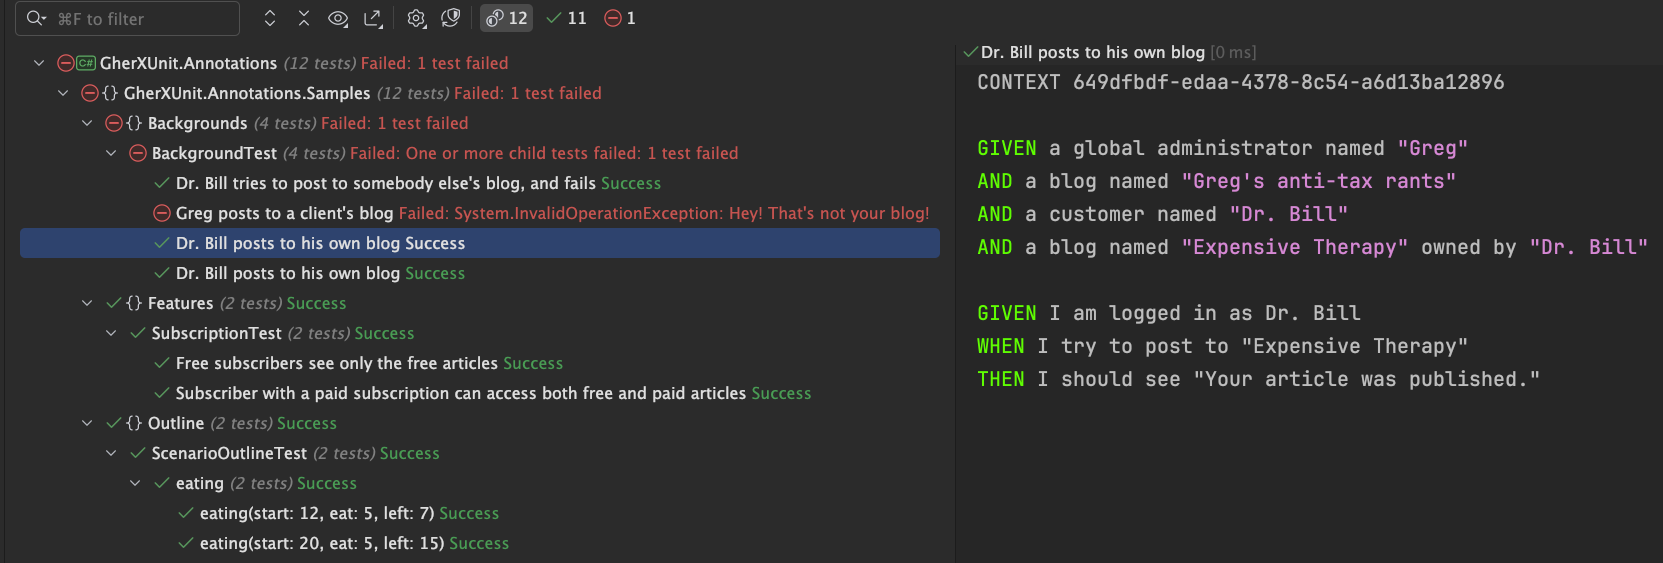 ⌘F to filter
12 11 1
C# GherXUnit.Annotations (12 tests) Failed: 1 test failed
{} GherXUnit.Annotations.Samples (12 tests) Failed: 1 test failed
{} Backgrounds (4 tests) Failed: 1 test failed
BackgroundTest (4 tests) Failed: One or more child tests failed: 1 test failed
Dr. Bill tries to post to somebody else's blog, and fails Success
Greg posts to a client's blog Failed: System.InvalidOperationException: Hey! That's not your blog!
Dr. Bill posts to his own blog Success
Dr. Bill posts to his own blog Success
{} Features (2 tests) Success
SubscriptionTest (2 tests) Success
Free subscribers see only the free articles Success
Subscriber with a paid subscription can access both free and paid articles Success
{} Outline (2 tests) Success
ScenarioOutlineTest (2 tests) Success
eating (2 tests) Success
eating(start: 12, eat: 5, left: 7) Success
eating(start: 20, eat: 5, left: 15) Success
Dr. Bill posts to his own blog [0 ms]
CONTEXT 649dfbdf-edaa-4378-8c54-a6d13ba12896
GIVEN a global administrator named "Greg"
AND a blog named "Greg's anti-tax rants"
AND a customer named "Dr. Bill"
AND a blog named "Expensive Therapy" owned by "Dr. Bill"
GIVEN I am logged in as Dr. Bill
WHEN I try to post to "Expensive Therapy"
THEN I should see "Your article was published."